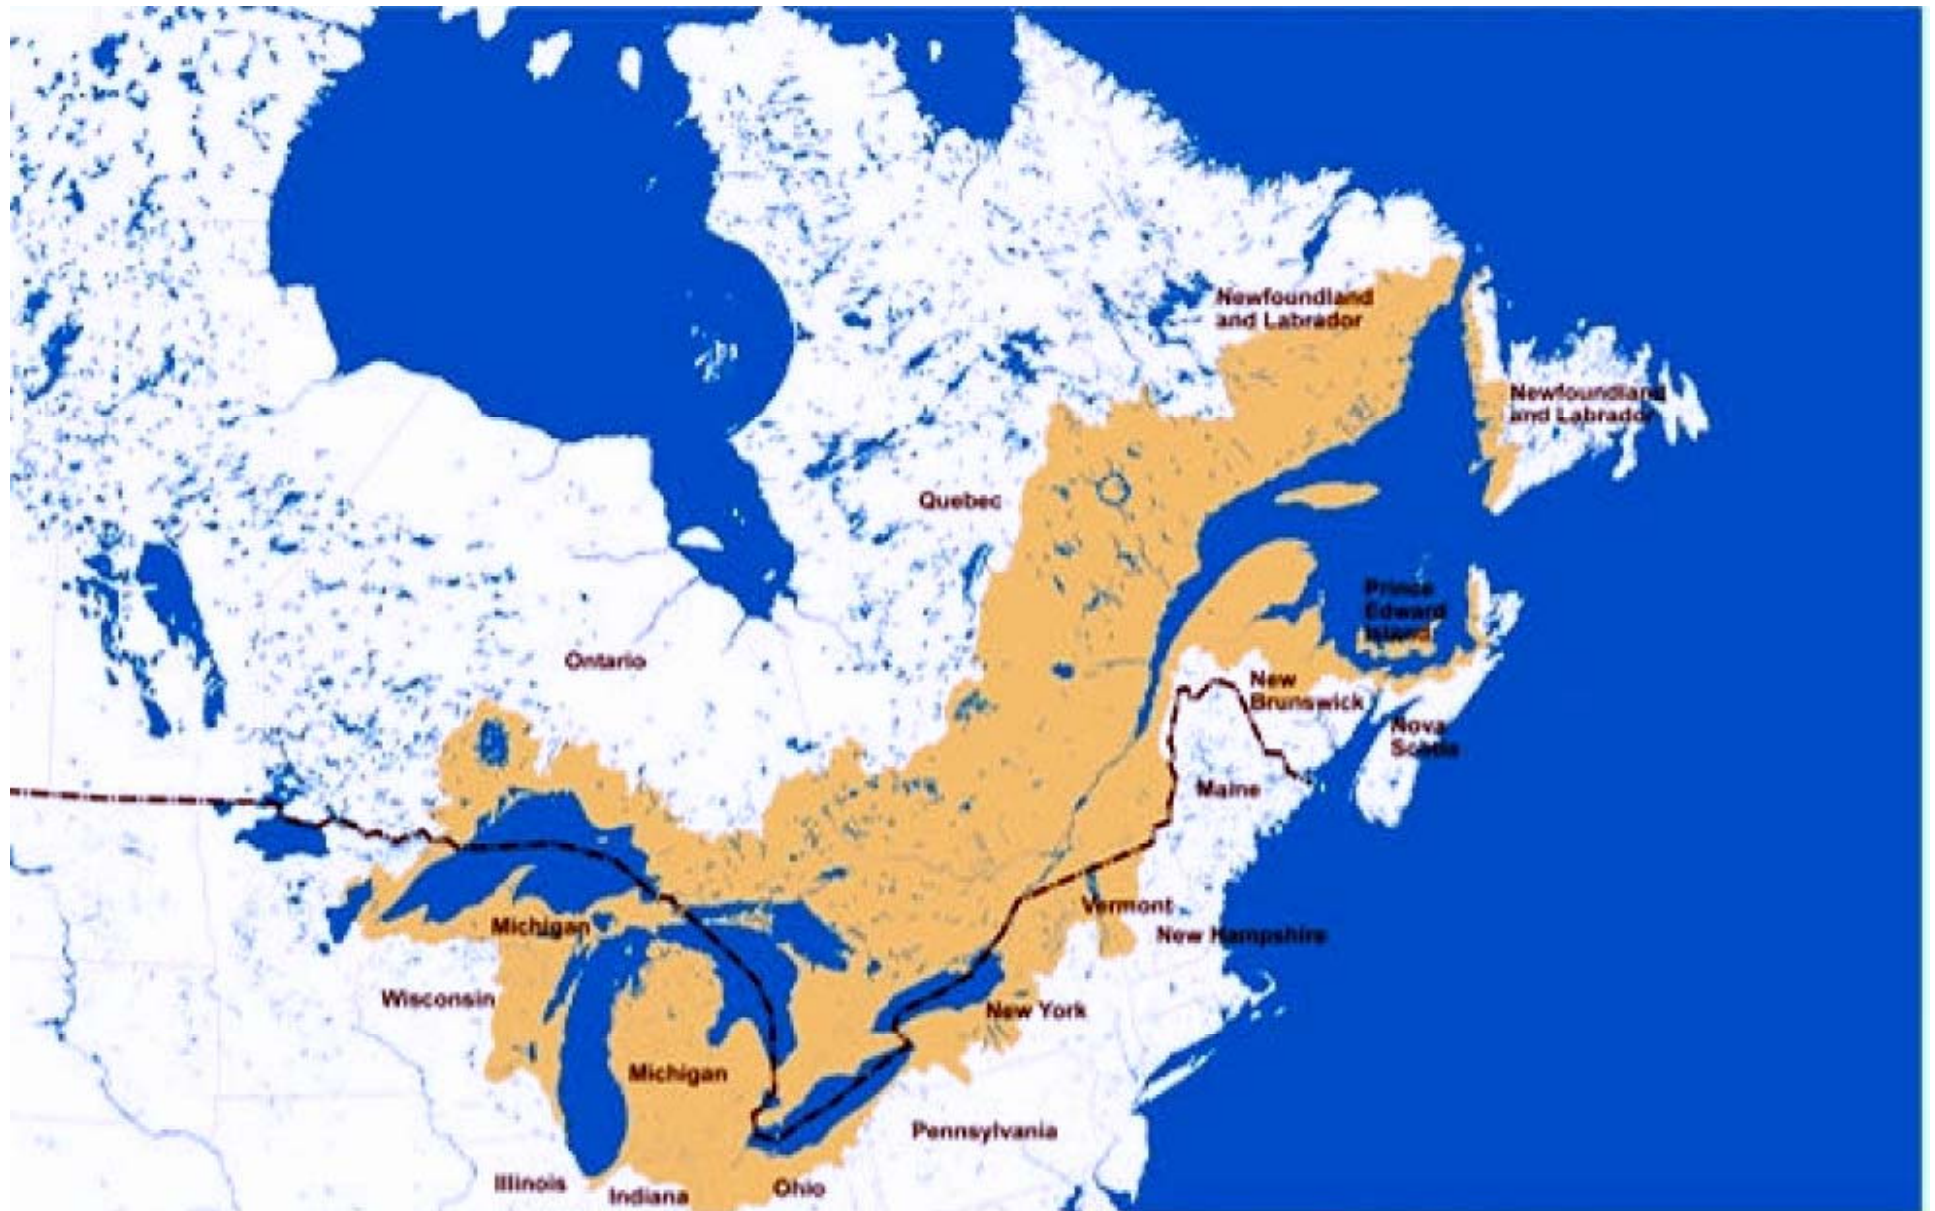 Newfoundland
and Labrador
Newfoundland
and Labrador
Quebec
Prince
Edward
Island
Ontario
New
Brunswick
Nova
Scotia
Maine
Vermont
Michigan
New Hampshire
Wisconsin
New York
Michigan
Pennsylvania
Illinois
Indiana
Ohio